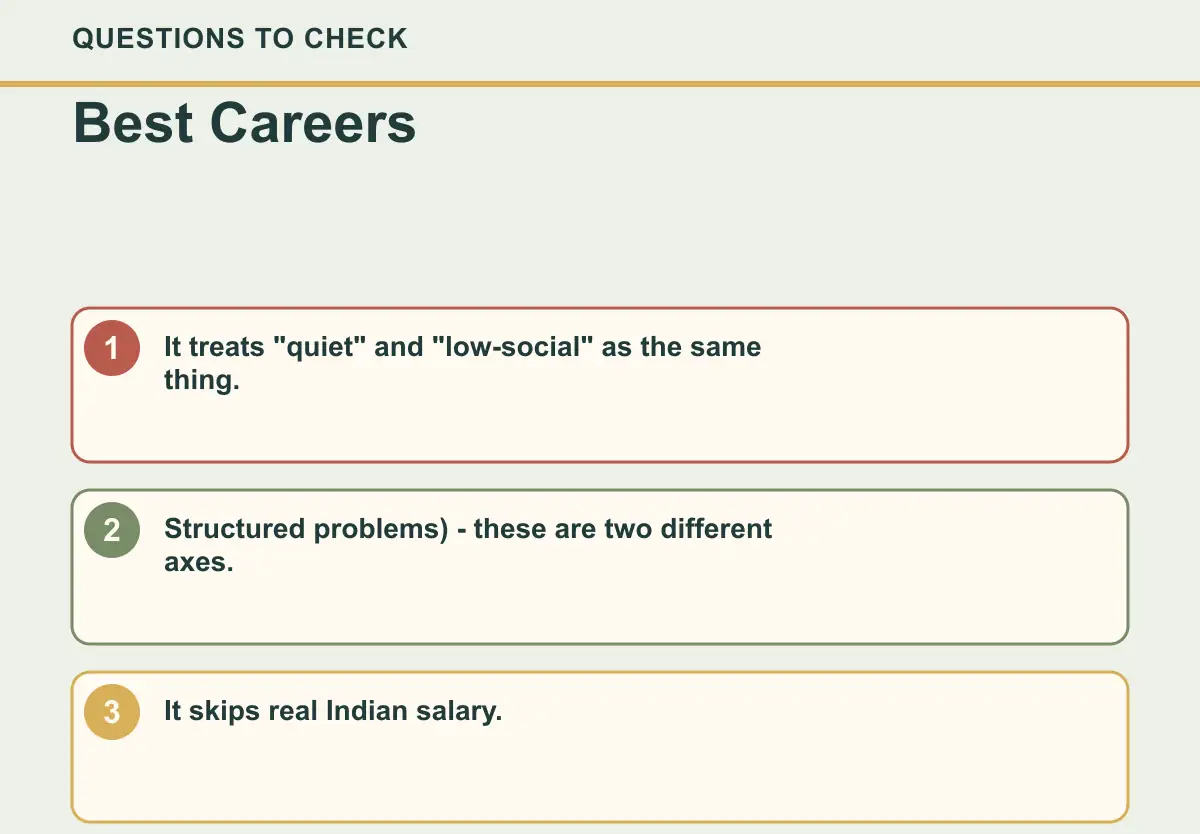 QUESTIONS TO CHECK
Best Careers
1
It treats "quiet" and "low-social" as the same
thing.
2
Structured problems) - these are two different
axes.
3
It skips real Indian salary.